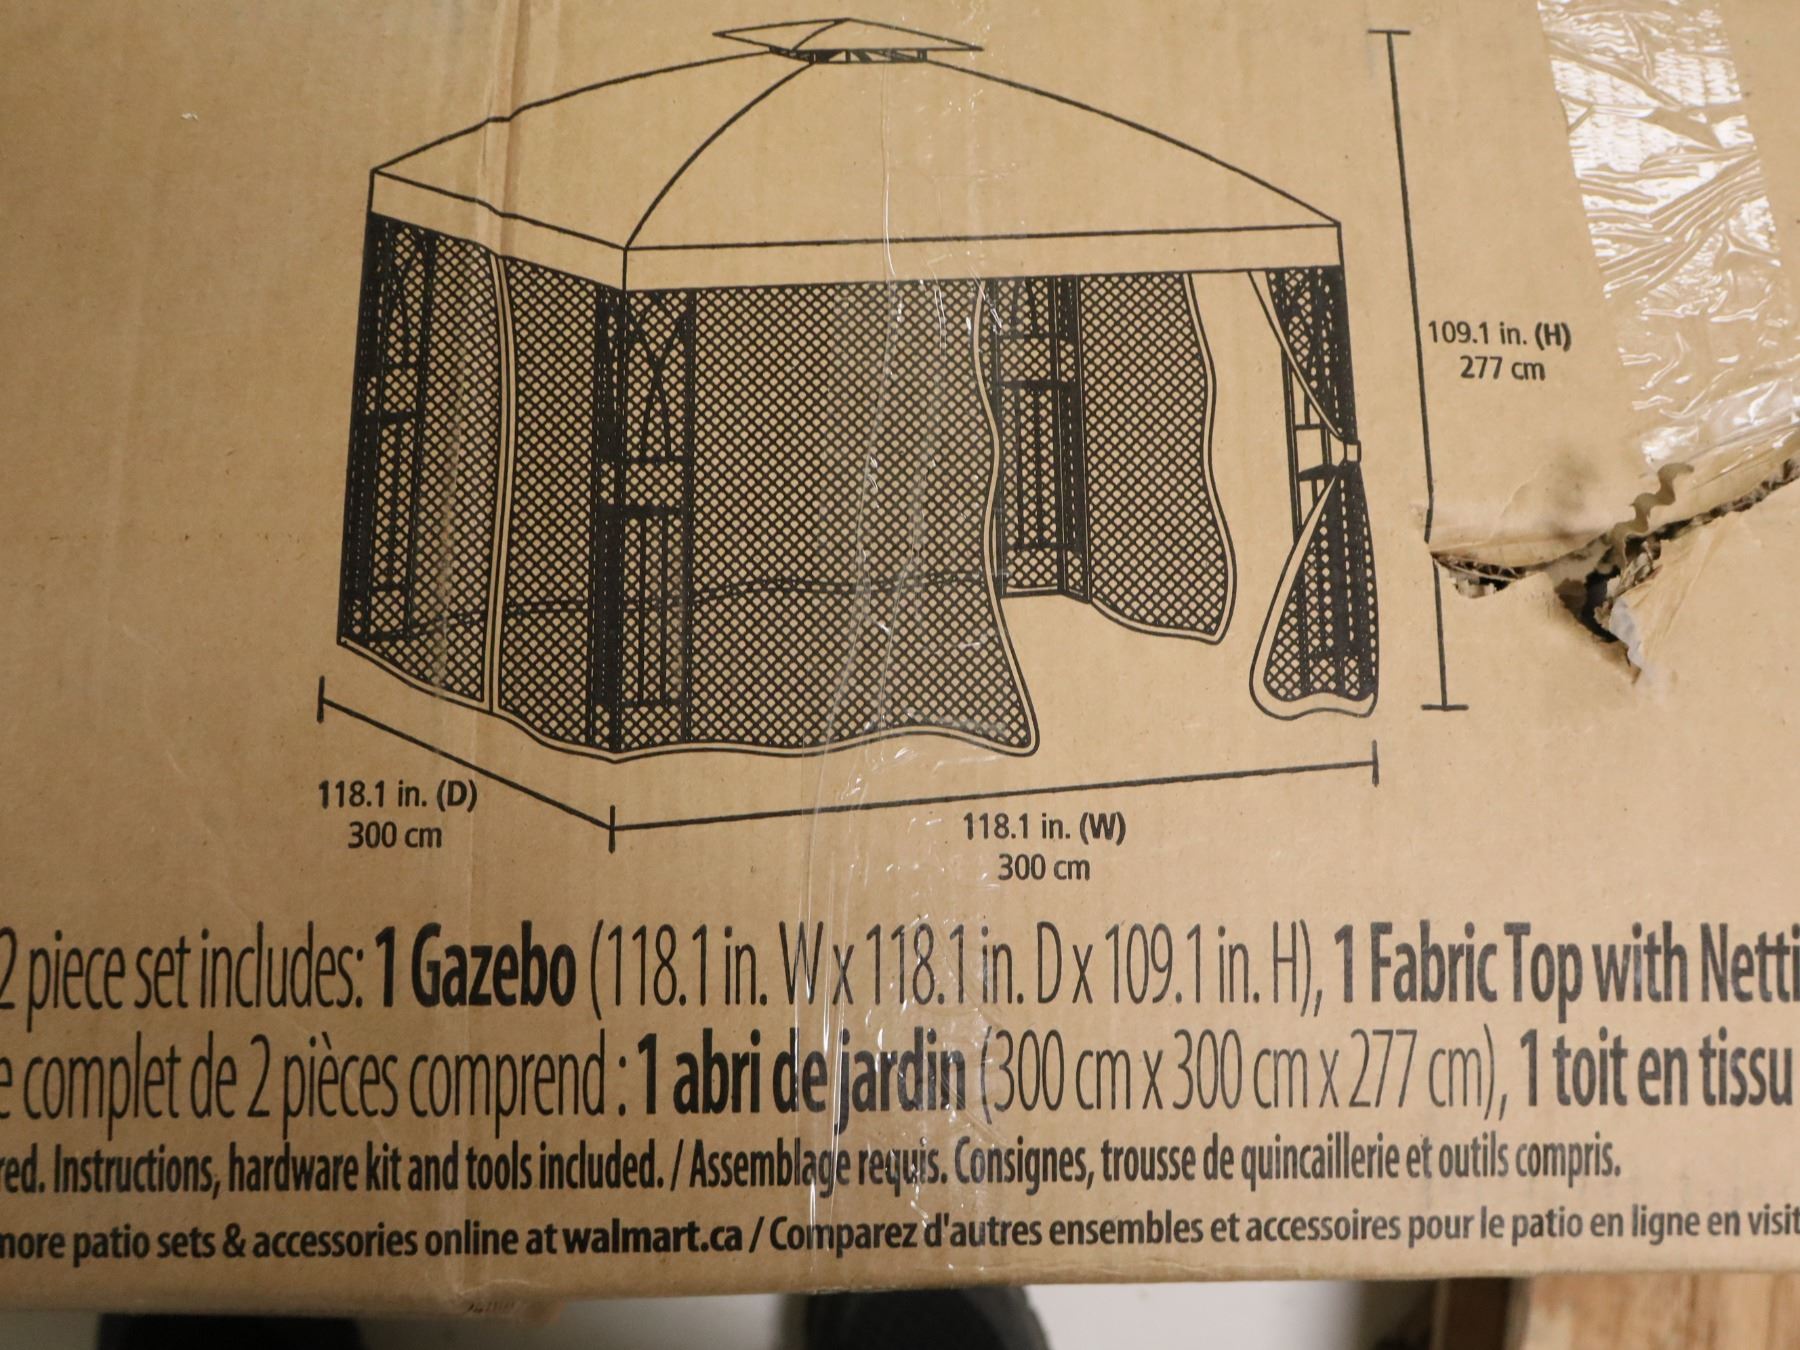 109.1 in. (H)
277 cm
118.1 in. (D)
300 cm
118.1 in. (W)
300 cm
2 piece set includes: 1 Gazebo (118.1 in. W x 118.1 in. D x 109.1 in. H), 1 Fabric Top with Netti
e complet de 2 pièces comprend : 1 abri de jardin (300 cm x 300 cm x 277 cm), 1 toit en tissu
red. Instructions, hardware kit and tools included. / Assemblage requis. Consignes, trousse de quincaillerie et outils compris.
more patio sets & accessories online at walmart.ca / Comparez d'autres ensembles et accessoires pour le patio en ligne en visit